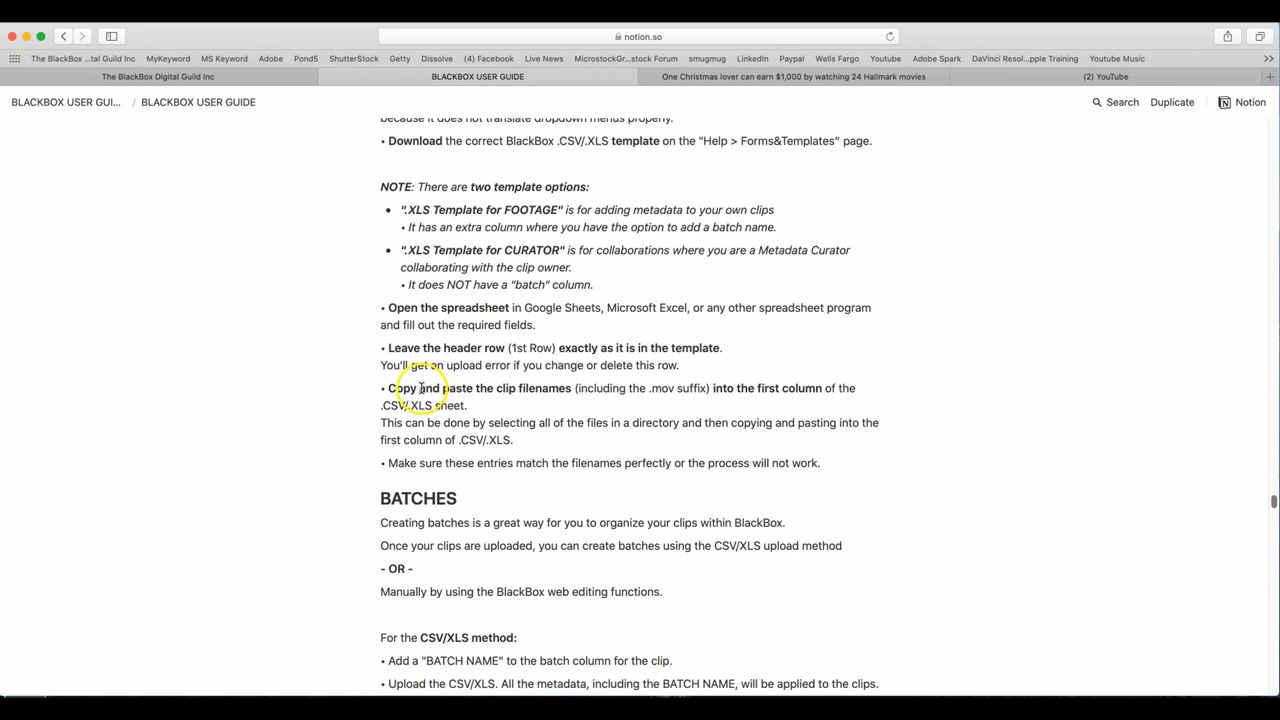 notion.so
The BlackBox ...tal Guild Inc
MyKeyword
MS Keyword
Adobe
Pond5
ShutterStock
Getty
Dissolve
(4) Facebook
Live News
MicrostockGr...stock Forum
smugmug
LinkedIn
Paypal
Wells Fargo
Youtube
Adobe Spark
DaVinci Resol...pple Training
Youtube Music
The BlackBox Digital Guild Inc
BLACKBOX USER GUIDE
One Christmas lover can earn $1,000 by watching 24 Hallmark movies
(2) YouTube
BLACKBOX USER GUI... / BLACKBOX USER GUIDE
Search
Duplicate
Notion
because it does not translate dropdown menus properly.
• Download the correct BlackBox .CSV/.XLS template on the "Help > Forms&Templates" page.
NOTE: There are two template options:
• ".XLS Template for FOOTAGE" is for adding metadata to your own clips
• It has an extra column where you have the option to add a batch name.
• ".XLS Template for CURATOR" is for collaborations where you are a Metadata Curator
collaborating with the clip owner.
• It does NOT have a "batch" column.
• Open the spreadsheet in Google Sheets, Microsoft Excel, or any other spreadsheet program
and fill out the required fields.
• Leave the header row (1st Row) exactly as it is in the template.
You'll get an upload error if you change or delete this row.
• Copy and paste the clip filenames (including the .mov suffix) into the first column of the
.CSV/.XLS sheet.
This can be done by selecting all of the files in a directory and then copying and pasting into the
first column of .CSV/.XLS.
• Make sure these entries match the filenames perfectly or the process will not work.
BATCHES
Creating batches is a great way for you to organize your clips within BlackBox.
Once your clips are uploaded, you can create batches using the CSV/XLS upload method
- OR -
Manually by using the BlackBox web editing functions.
For the CSV/XLS method:
• Add a "BATCH NAME" to the batch column for the clip.
• Upload the CSV/XLS. All the metadata, including the BATCH NAME, will be applied to the clips.